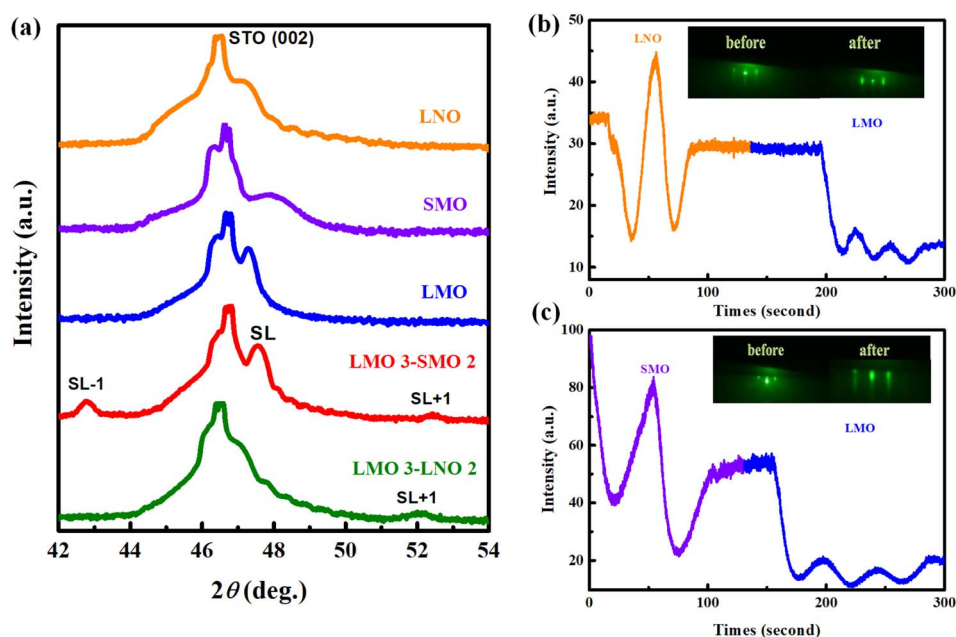 (a)
STO (002)
LNO
SMO
LMO
LMO 3-SMO 2
SL-1
SL
SL+1
LMO 3-LNO 2
SL+1
Intensity (a.u.)
42 44 46 48 50 52 54
2θ (deg.)
(b)
50
40
30
20
10
Intensity (a.u.)
LNO
before after
LMO
0 100 200 300
Times (second)
(c)
100
80
60
40
20
Intensity (a.u.)
SMO
before after
LMO
0 100 200 300
Times (second)